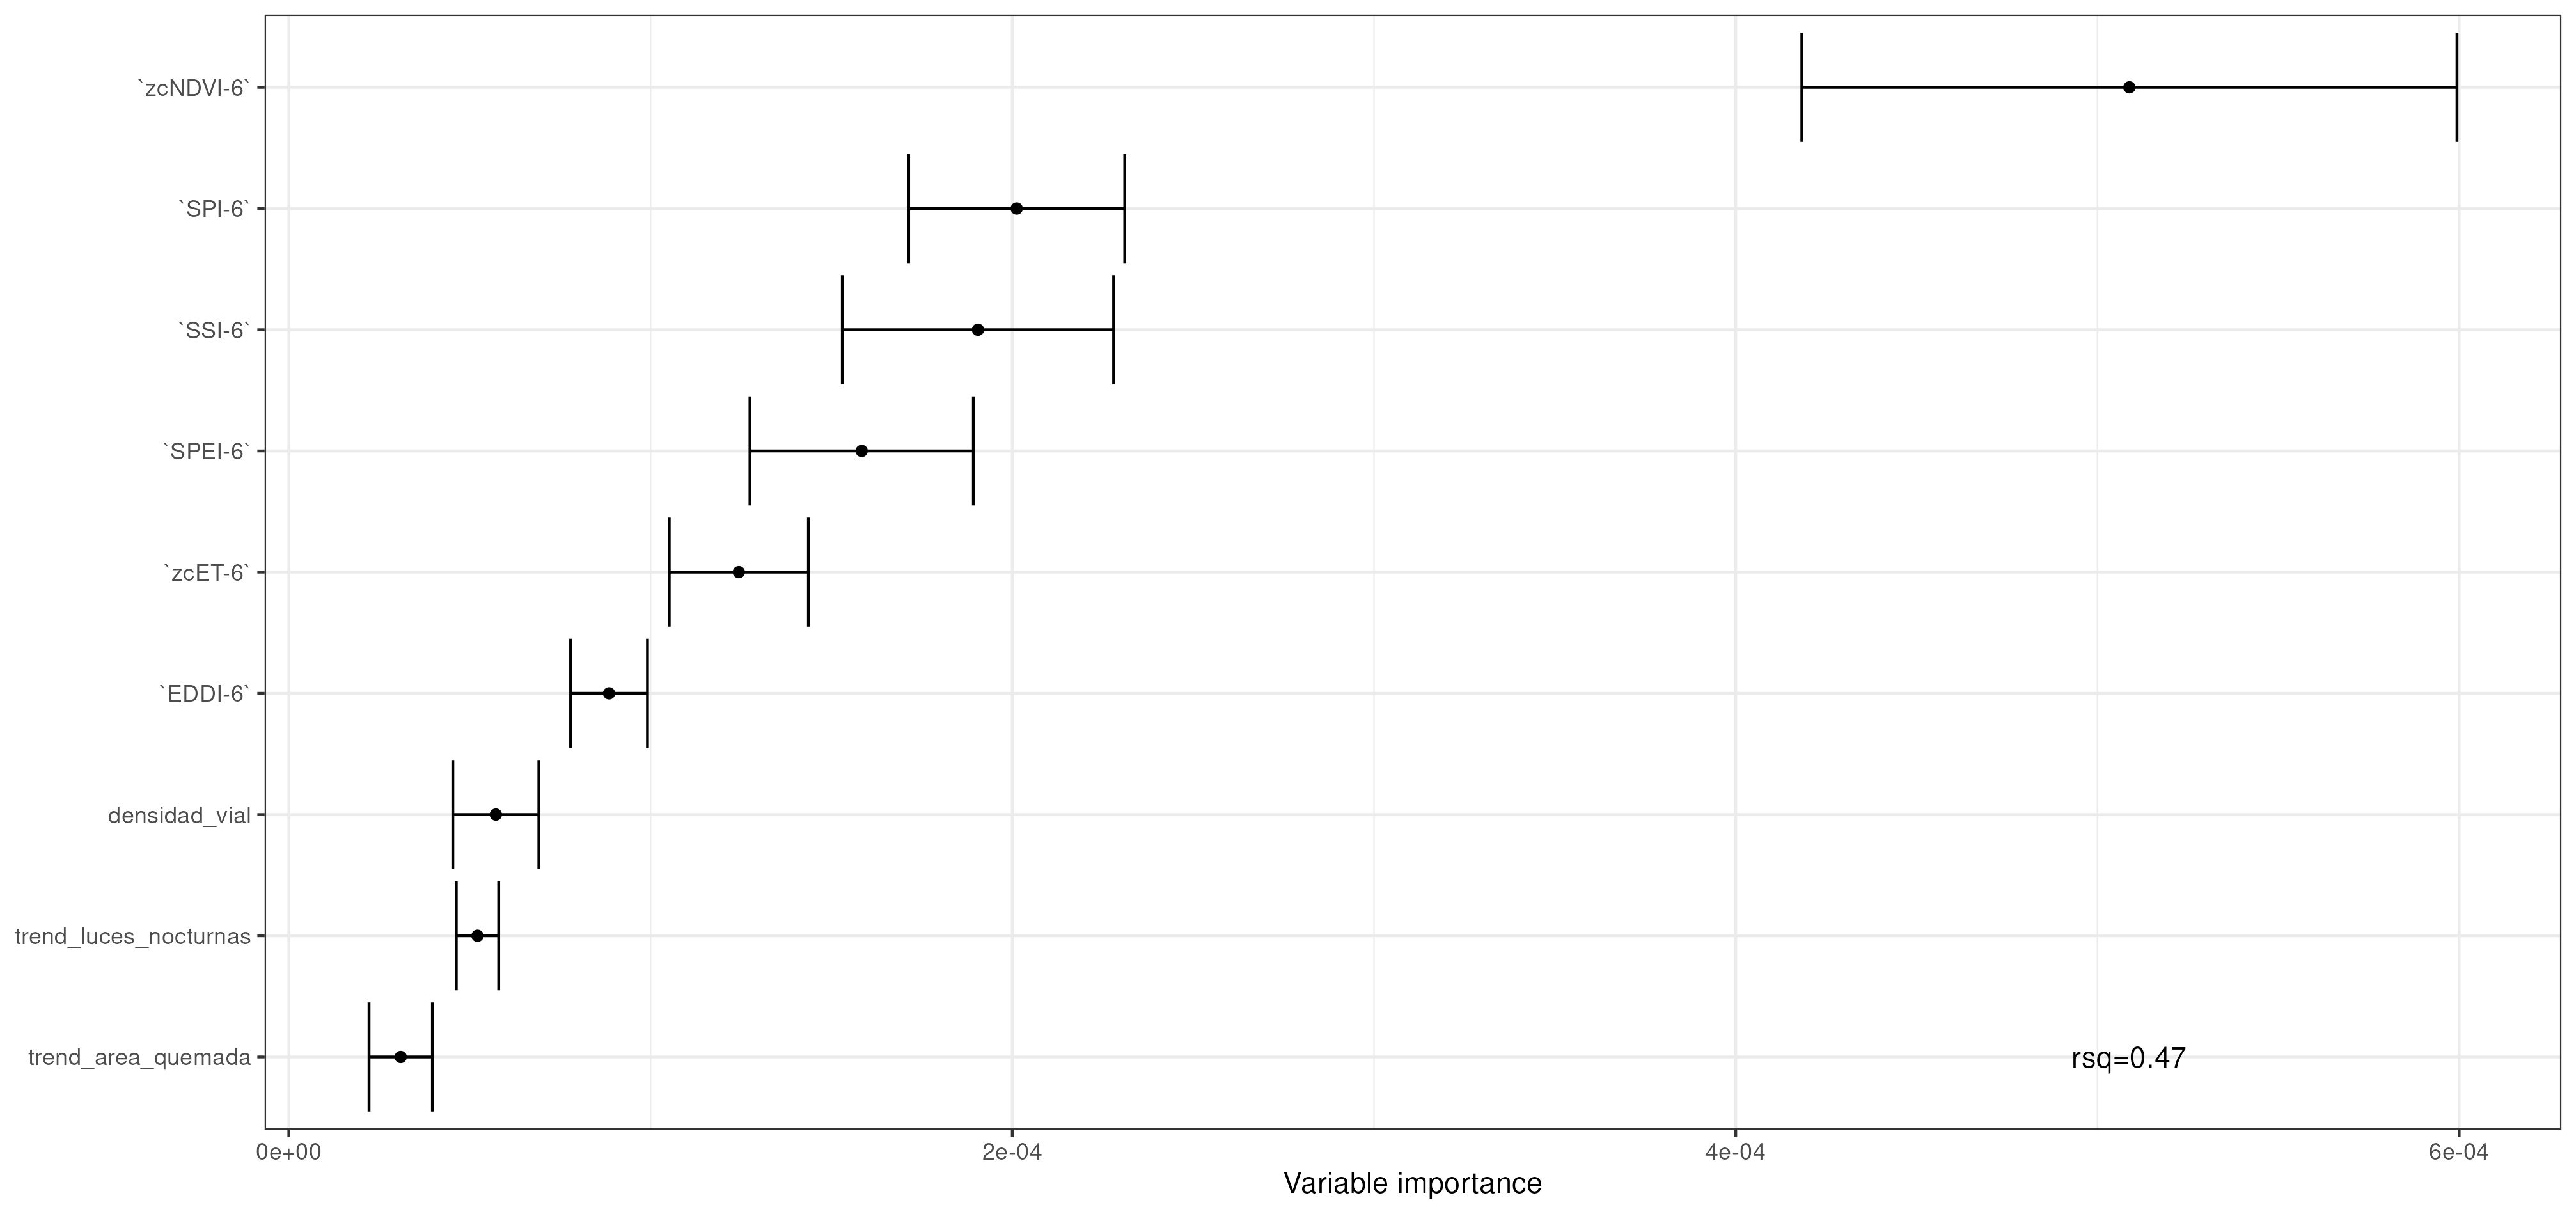 `zcNDVI-6`
`SPI-6`
`SSI-6`
`SPEI-6`
`zcET-6`
`EDDI-6`
densidad_vial
trend_luces_nocturnas
trend_area_quemada
rsq=0.47
0e+00 2e-04 4e-04 6e-04
Variable importance